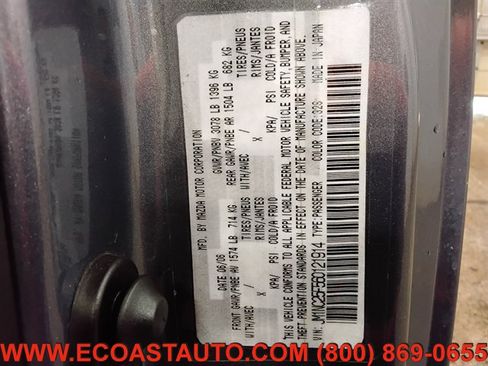 MFD. BY MAZDA MOTOR CORPORATION
DATE 06/06 GVWR/PNBV 3078 LB 1396 KG
FRONT GAWR/PNBE AV 1574 LB 714 KG REAR GAWR/PNBE AR 1504 LB 682 KG
WITH/AVEC X TIRES/PNEUS WITH/AVEC X TIRES/PNEUS
RIMS/JANTES RIMS/JANTES
KPA/ PSI COLD/A FROID KPA/ PSI COLD/A FROID
THIS VEHICLE CONFORMS TO ALL APPLICABLE FEDERAL MOTOR VEHICLE SAFETY,BUMPER,AND
THEFT PREVENTION STANDARDS IN EFFECT ON THE DATE OF MANUFACTURE SHOWN ABOVE.
VIN: JM1NC25F560121914 TYPE:PASSENGER COLOR CODE:32S MADE IN JAPAN
WWW.ECOASTAUTO.COM (800) 869-0655